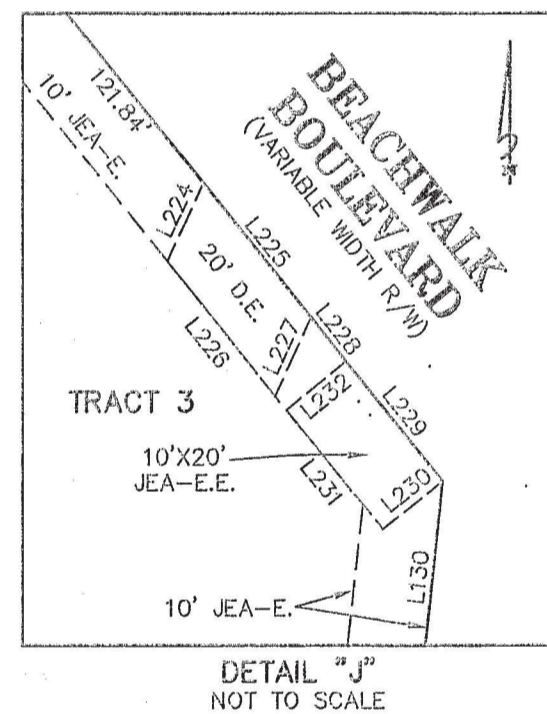 BEACHWALK
BOULEVARD
(VARIABLE WIDTH R/W)
121.84'
10' JEA-E.
L224
L225
20' D.E.
L226
L227
L228
L232
L229
TRACT 3
10'X20'
JEA-E.E.
L231
L230
10' JEA-E.
L130
DETAIL "J"
NOT TO SCALE